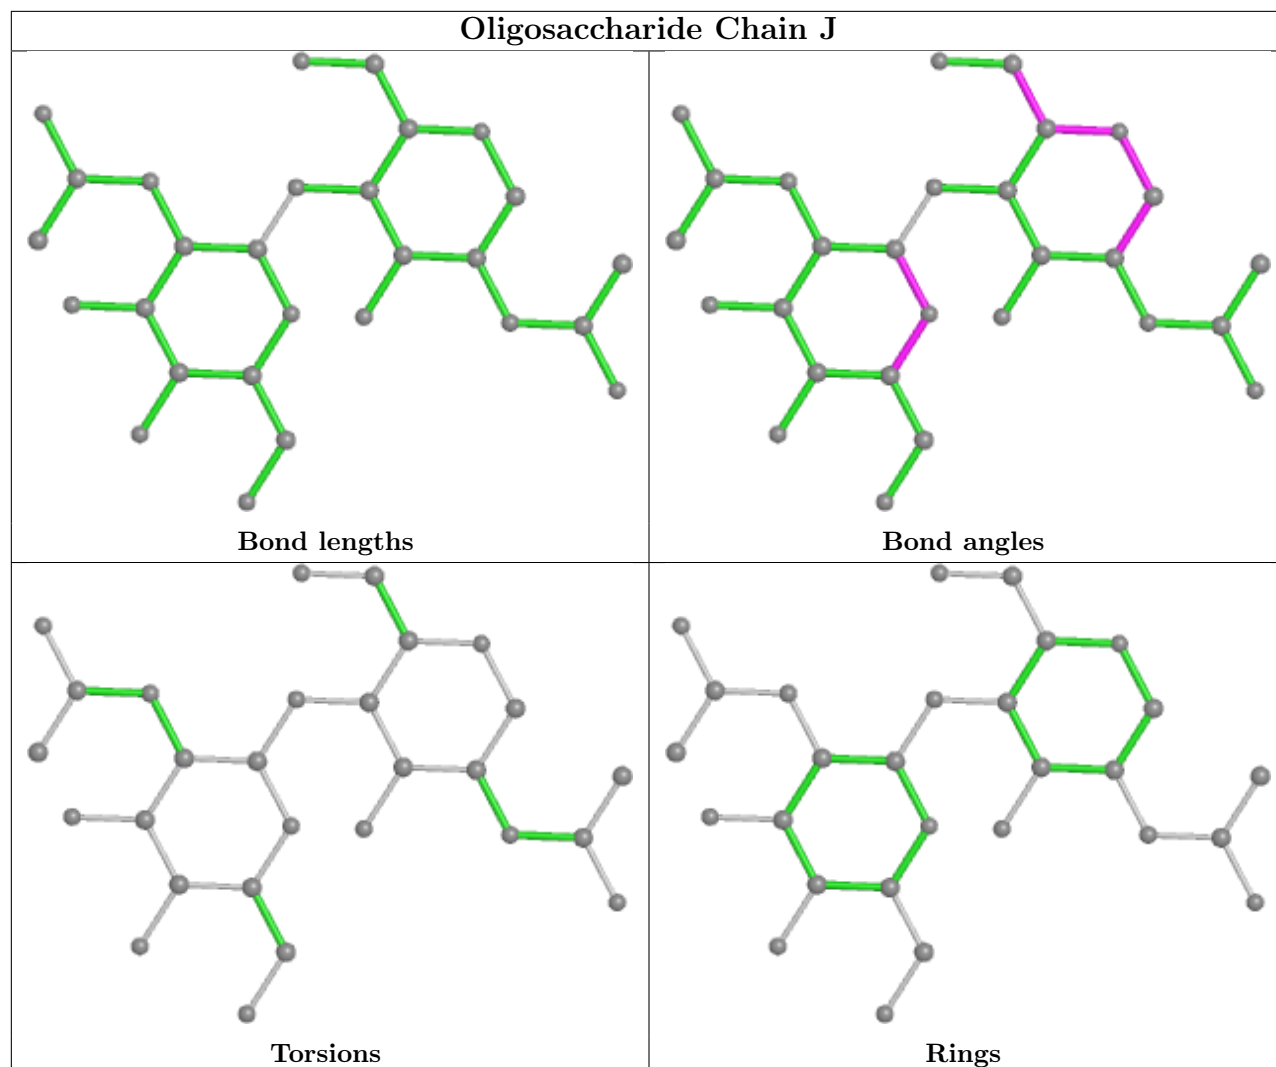 Oligosaccharide Chain J
Bond lengths
Bond angles
Torsions
Rings